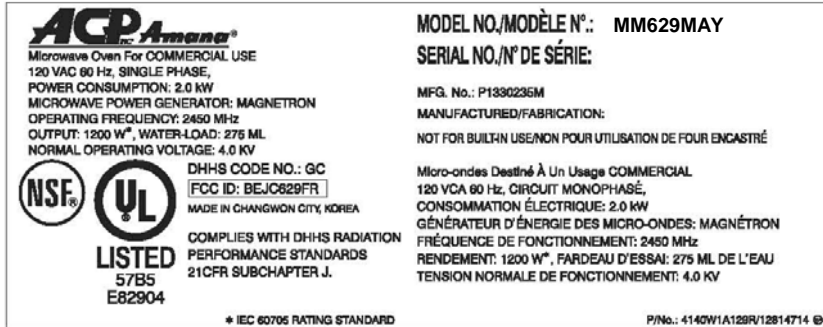 ACP INC Amana®
Microwave Oven For COMMERCIAL USE
120 VAC 60 Hz, SINGLE PHASE,
POWER CONSUMPTION: 2.0 kW
MICROWAVE POWER GENERATOR: MAGNETRON
OPERATING FREQUENCY: 2450 MHz
OUTPUT: 1200 W*, WATER-LOAD: 275 ML
NORMAL OPERATING VOLTAGE: 4.0 KV
NSF®
UL
LISTED
57B5
E82904
DHHS CODE NO.: GC
FCC ID: BEJC629FR
MADE IN CHANGWON CITY, KOREA
COMPLIES WITH DHHS RADIATION
PERFORMANCE STANDARDS
21CFR SUBCHAPTER J.
* IEC 60705 RATING STANDARD
MODEL NO./MODÈLE N°.: MM629MAY
SERIAL NO./N° DE SÉRIE:
MFG. No.: P1330235M
MANUFACTURED/FABRICATION:
NOT FOR BUILT-IN USE/NON POUR UTILISATION DE FOUR ENCASTRÉ
Micro-ondes Destiné À Un Usage COMMERCIAL
120 VCA 60 Hz, CIRCUIT MONOPHASÉ,
CONSOMMATION ÉLECTRIQUE: 2.0 kW
GÉNÉRATEUR D'ÉNERGIE DES MICRO-ONDES: MAGNÉTRON
FRÉQUENCE DE FONCTIONNEMENT: 2450 MHz
RENDEMENT: 1200 W*, FARDEAU D'ESSAI: 275 ML DE L'EAU
TENSION NORMALE DE FONCTIONNEMENT: 4.0 KV
P/No.: 4140W1A129R/12814714